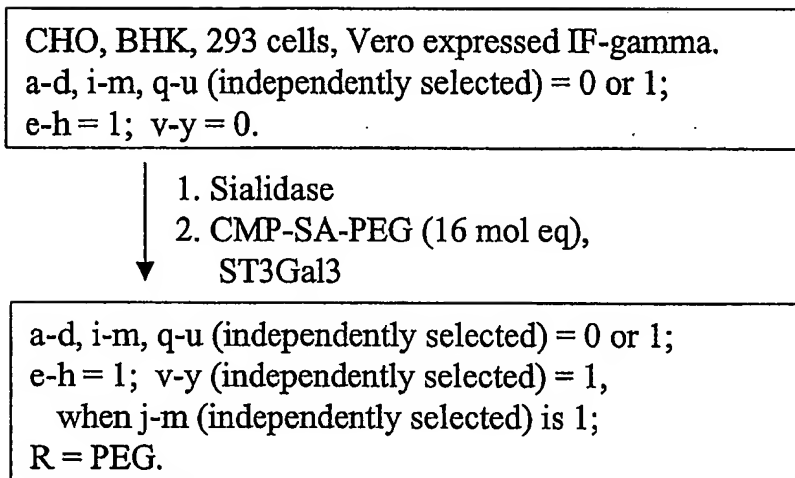 CHO, BHK, 293 cells, Vero expressed IF-gamma.
a-d, i-m, q-u (independently selected) = 0 or 1;
e-h = 1; v-y = 0.
1. Sialidase
2. CMP-SA-PEG (16 mol eq),
ST3Gal3
a-d, i-m, q-u (independently selected) = 0 or 1;
e-h = 1; v-y (independently selected) = 1,
when j-m (independently selected) is 1;
R = PEG.